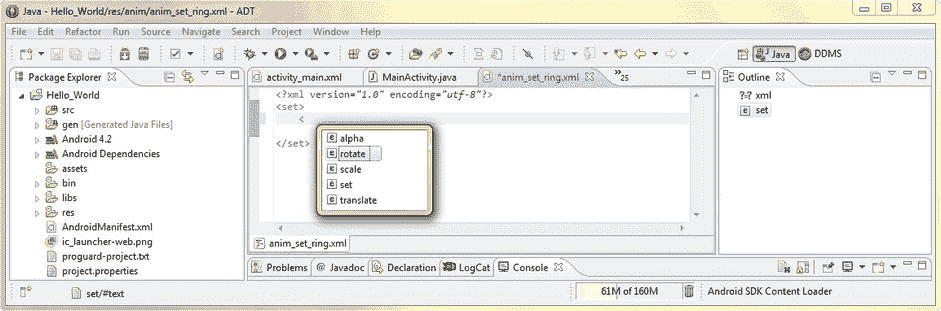 Java - Hello_World/res/anim/anim_set_ring.xml - ADT
File Edit Refactor Run Source Navigate Search Project Window Help
Java DDMS
Package Explorer
Hello_World
src
gen [Generated Java Files]
Android 4.2
Android Dependencies
assets
bin
libs
res
AndroidManifest.xml
ic_launcher-web.png
proguard-project.txt
project.properties
activity_main.xml MainActivity.java *anim_set_ring.xml »25
<?xml version="1.0" encoding="utf-8"?>
<set>
<
</set>
alpha
rotate
scale
set
translate
anim_set_ring.xml
Outline
?=? xml
set
Problems @ Javadoc Declaration LogCat Console
set/#text
61M of 160M
Android SDK Content Loader